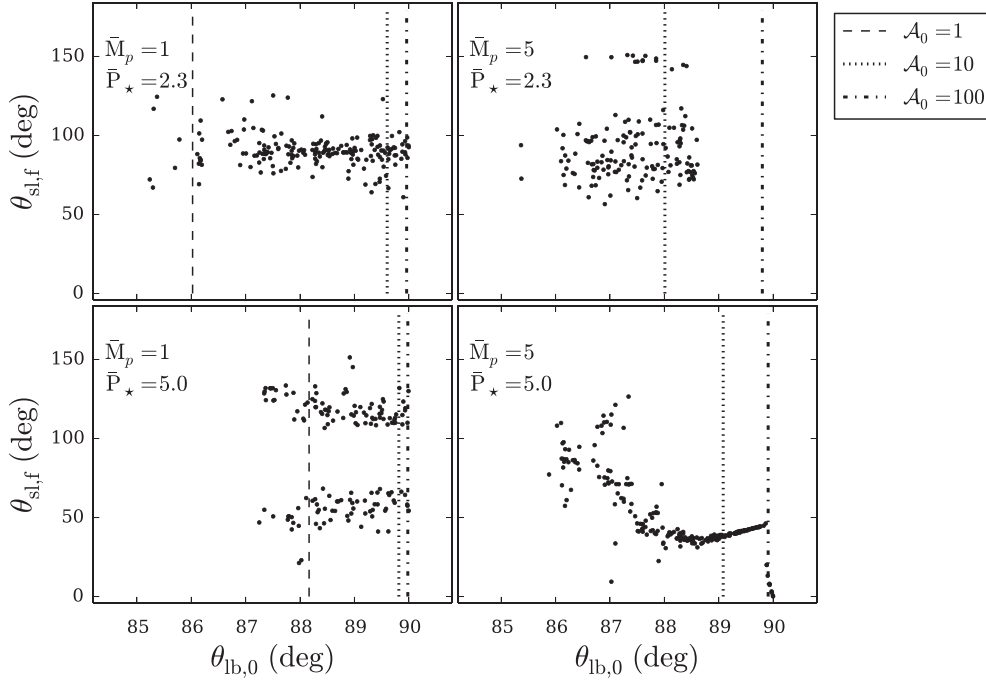 M̄ₚ = 1
P̄⋆ = 2.3
M̄ₚ = 5
P̄⋆ = 2.3
𝒜₀ = 1
𝒜₀ = 10
𝒜₀ = 100
150
100
50
0
θsl,f (deg)
M̄ₚ = 1
P̄⋆ = 5.0
M̄ₚ = 5
P̄⋆ = 5.0
150
100
50
0
θsl,f (deg)
85 86 87 88 89 90
85 86 87 88 89 90
θlb,0 (deg)
θlb,0 (deg)